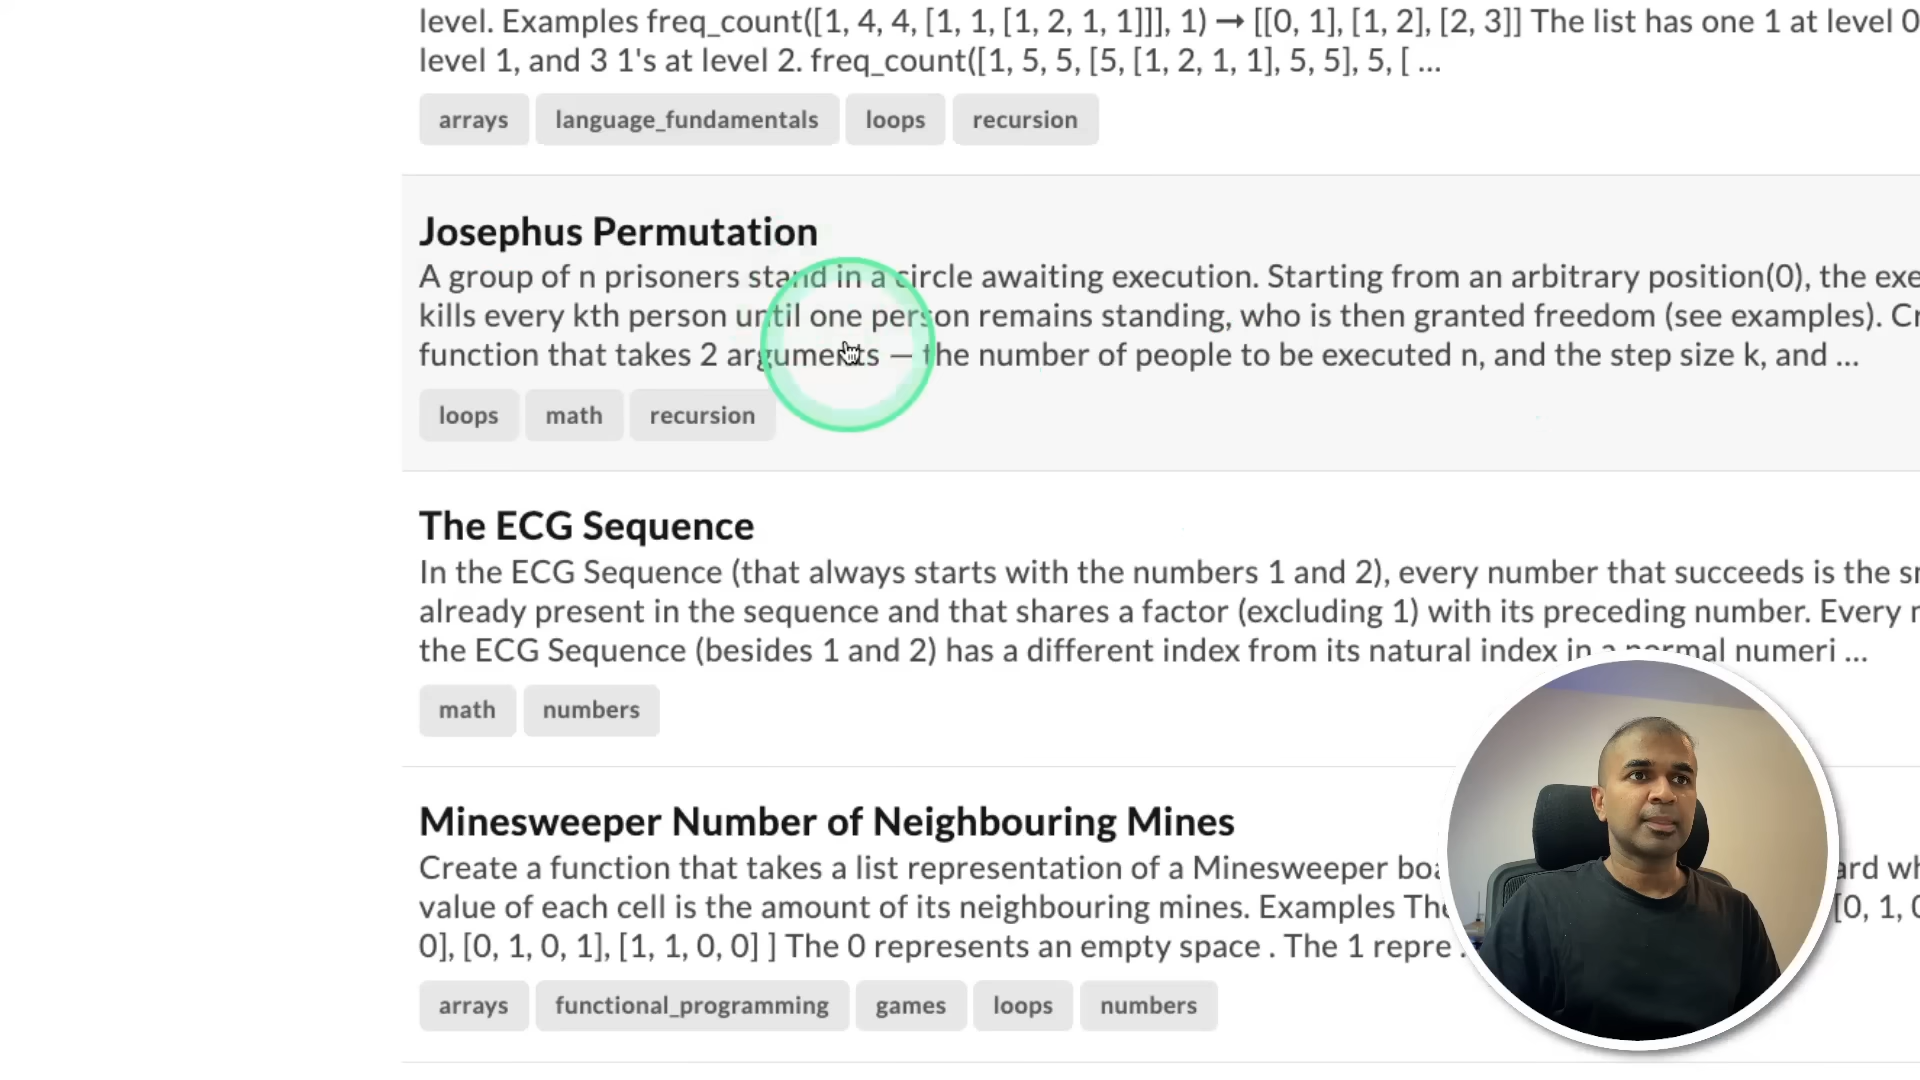 level. Examples freq_count([1, 4, 4, [1, 1, [1, 2, 1, 1]]], 1) → [[0, 1], [1, 2], [2, 3]] The list has one 1 at level 0
level 1, and 3 1's at level 2. freq_count([1, 5, 5, [5, [1, 2, 1, 1], 5, 5], 5, [ ...
arrays language_fundamentals loops recursion
Josephus Permutation
A group of n prisoners stand in a circle awaiting execution. Starting from an arbitrary position(0), the exe
kills every kth person until one person remains standing, who is then granted freedom (see examples). Cr
function that takes 2 arguments — the number of people to be executed n, and the step size k, and ...
loops math recursion
The ECG Sequence
In the ECG Sequence (that always starts with the numbers 1 and 2), every number that succeeds is the
already present in the sequence and that shares a factor (excluding 1) with its preceding number. Every
the ECG Sequence (besides 1 and 2) has a different index from its natural index in a normal numeri ...
math numbers
Minesweeper Number of Neighbouring Mines
Create a function that takes a list representation of a Minesweeper boa ard wh
value of each cell is the amount of its neighbouring mines. Examples The [0, 1, 0
0], [0, 1, 0, 1], [1, 1, 0, 0] ] The 0 represents an empty space . The 1 repre .
arrays functional_programming games loops numbers